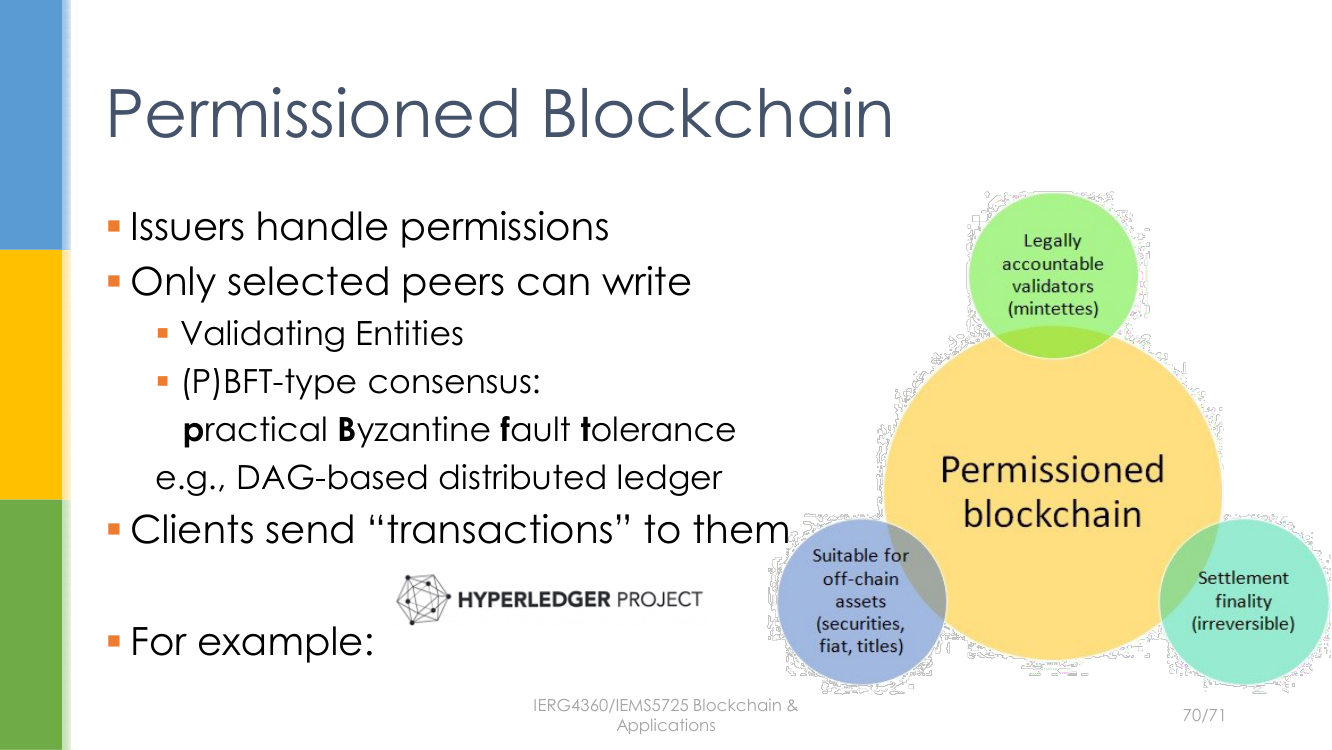 Permissioned Blockchain
Issuers handle permissions
Only selected peers can write
Validating Entities
(P)BFT-type consensus:
practical Byzantine fault tolerance
e.g., DAG-based distributed ledger
Clients send “transactions” to them
HYPERLEDGER PROJECT
For example:
Legally
accountable
validators
(mintettes)
Permissioned
blockchain
Suitable for
off-chain
assets
(securities,
fiat, titles)
Settlement
finality
(irreversible)
IERG4360/IEMS5725 Blockchain &
Applications
70/71